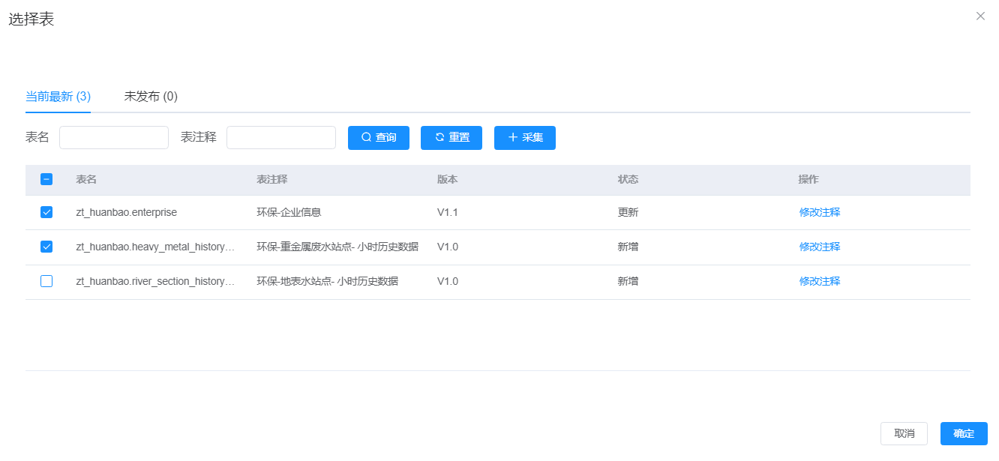 选择表
当前最新 (3) 未发布 (0)
表名 表注释 查询 重置 采集
表名 表注释 版本 状态 操作
zt_huanbao.enterprise 环保-企业信息 V1.1 更新 修改注释
zt_huanbao.heavy_metal_history... 环保-重金属废水站点- 小时历史数据 V1.0 新增 修改注释
zt_huanbao.river_section_history... 环保-地表水站点- 小时历史数据 V1.0 新增 修改注释
取消 确定